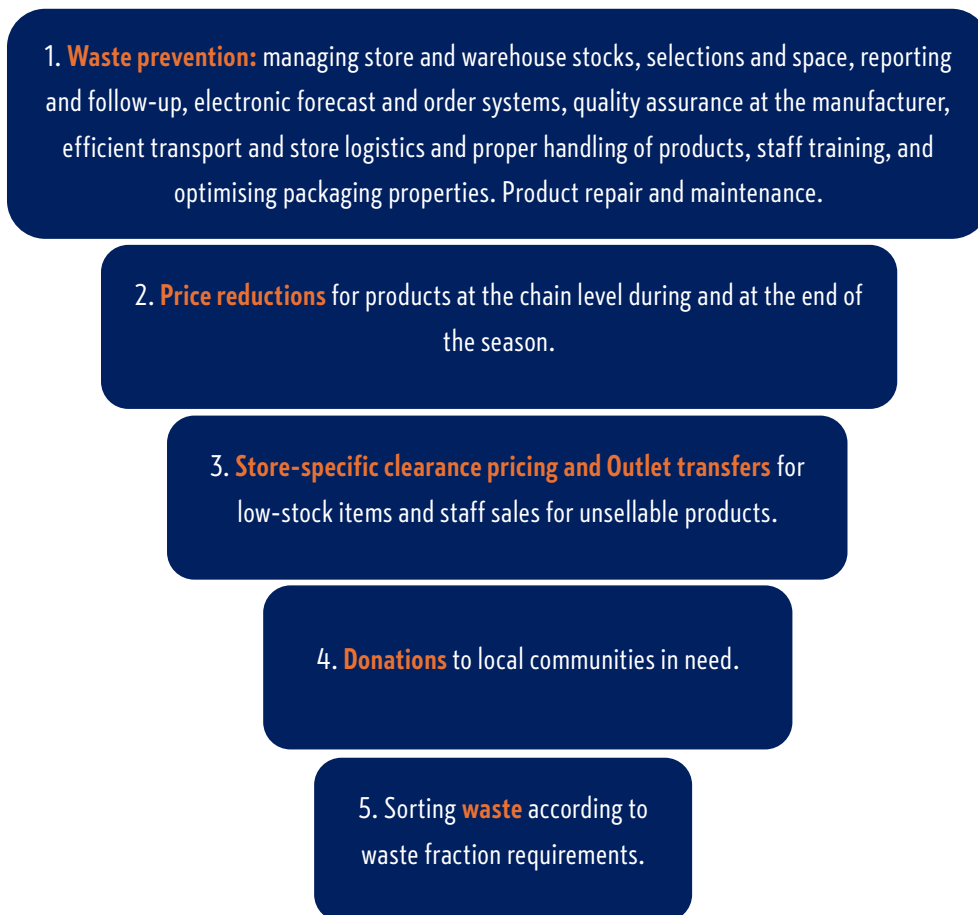 1. Waste prevention: managing store and warehouse stocks, selections and space, reporting
and follow-up, electronic forecast and order systems, quality assurance at the manufacturer,
efficient transport and store logistics and proper handling of products, staff training, and
optimising packaging properties. Product repair and maintenance.
2. Price reductions for products at the chain level during and at the end of
the season.
3. Store-specific clearance pricing and Outlet transfers for
low-stock items and staff sales for unsellable products.
4. Donations to local communities in need.
5. Sorting waste according to
waste fraction requirements.